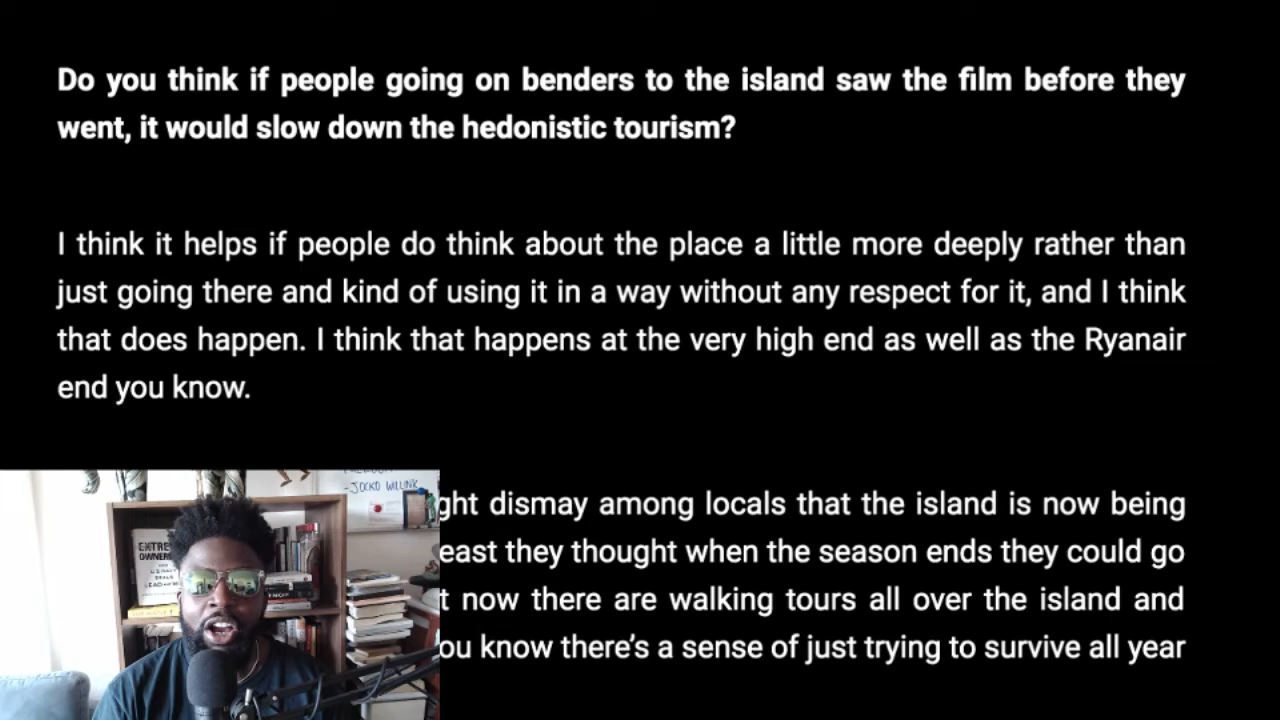 Do you think if people going on benders to the island saw the film before they
went, it would slow down the hedonistic tourism?
I think it helps if people do think about the place a little more deeply rather than
just going there and kind of using it in a way without any respect for it, and I think
that does happen. I think that happens at the very high end as well as the Ryanair
end you know.
-JOCKO WILLINK
ght dismay among locals that the island is now being
east they thought when the season ends they could go
t now there are walking tours all over the island and
ou know there's a sense of just trying to survive all year
EXTRE
OWNER